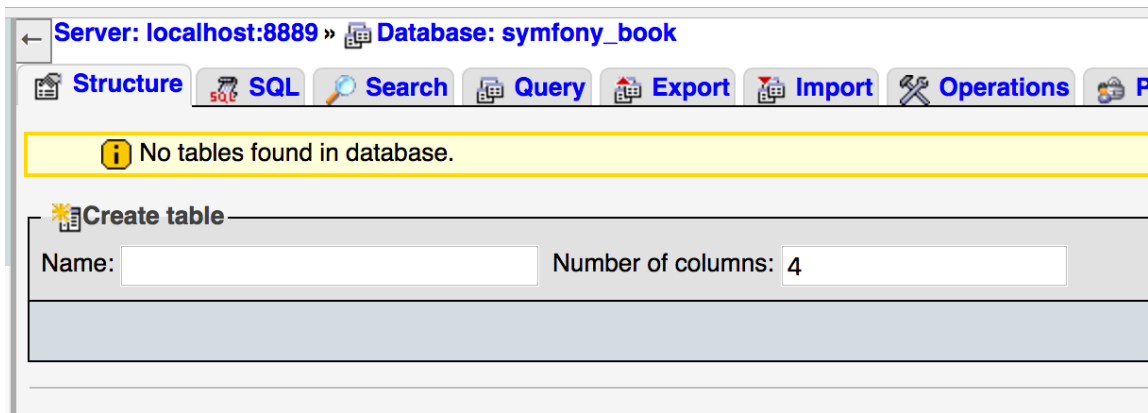 ← Server: localhost:8889 » Database: symfony_book
Structure SQL Search Query Export Import Operations P
No tables found in database.
Create table
Name: Number of columns: 4